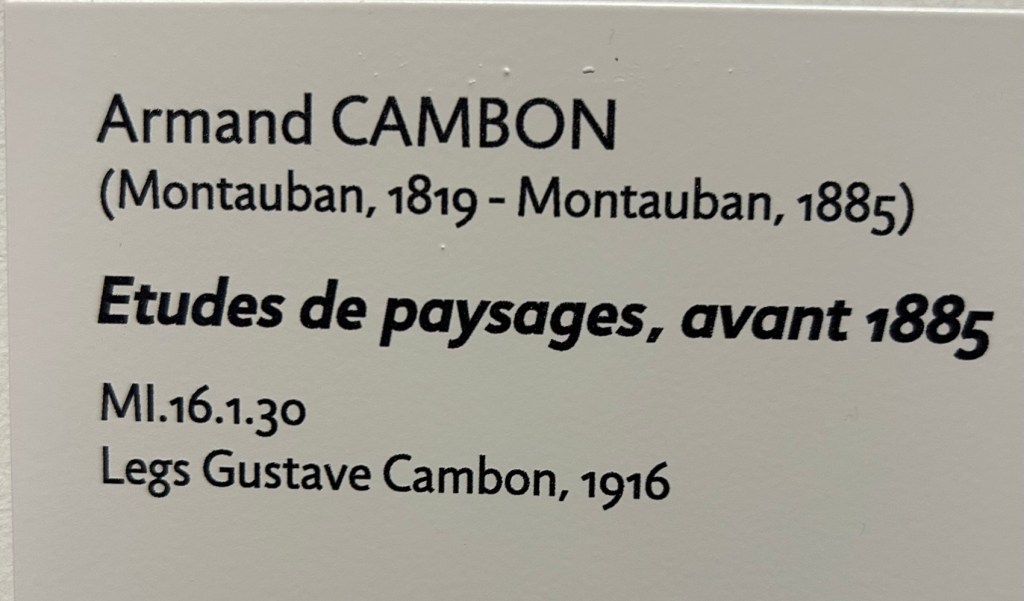 Armand CAMBON
(Montauban, 1819 - Montauban, 1885)
Etudes de paysages, avant 1885
MI.16.1.30
Legs Gustave Cambon, 1916